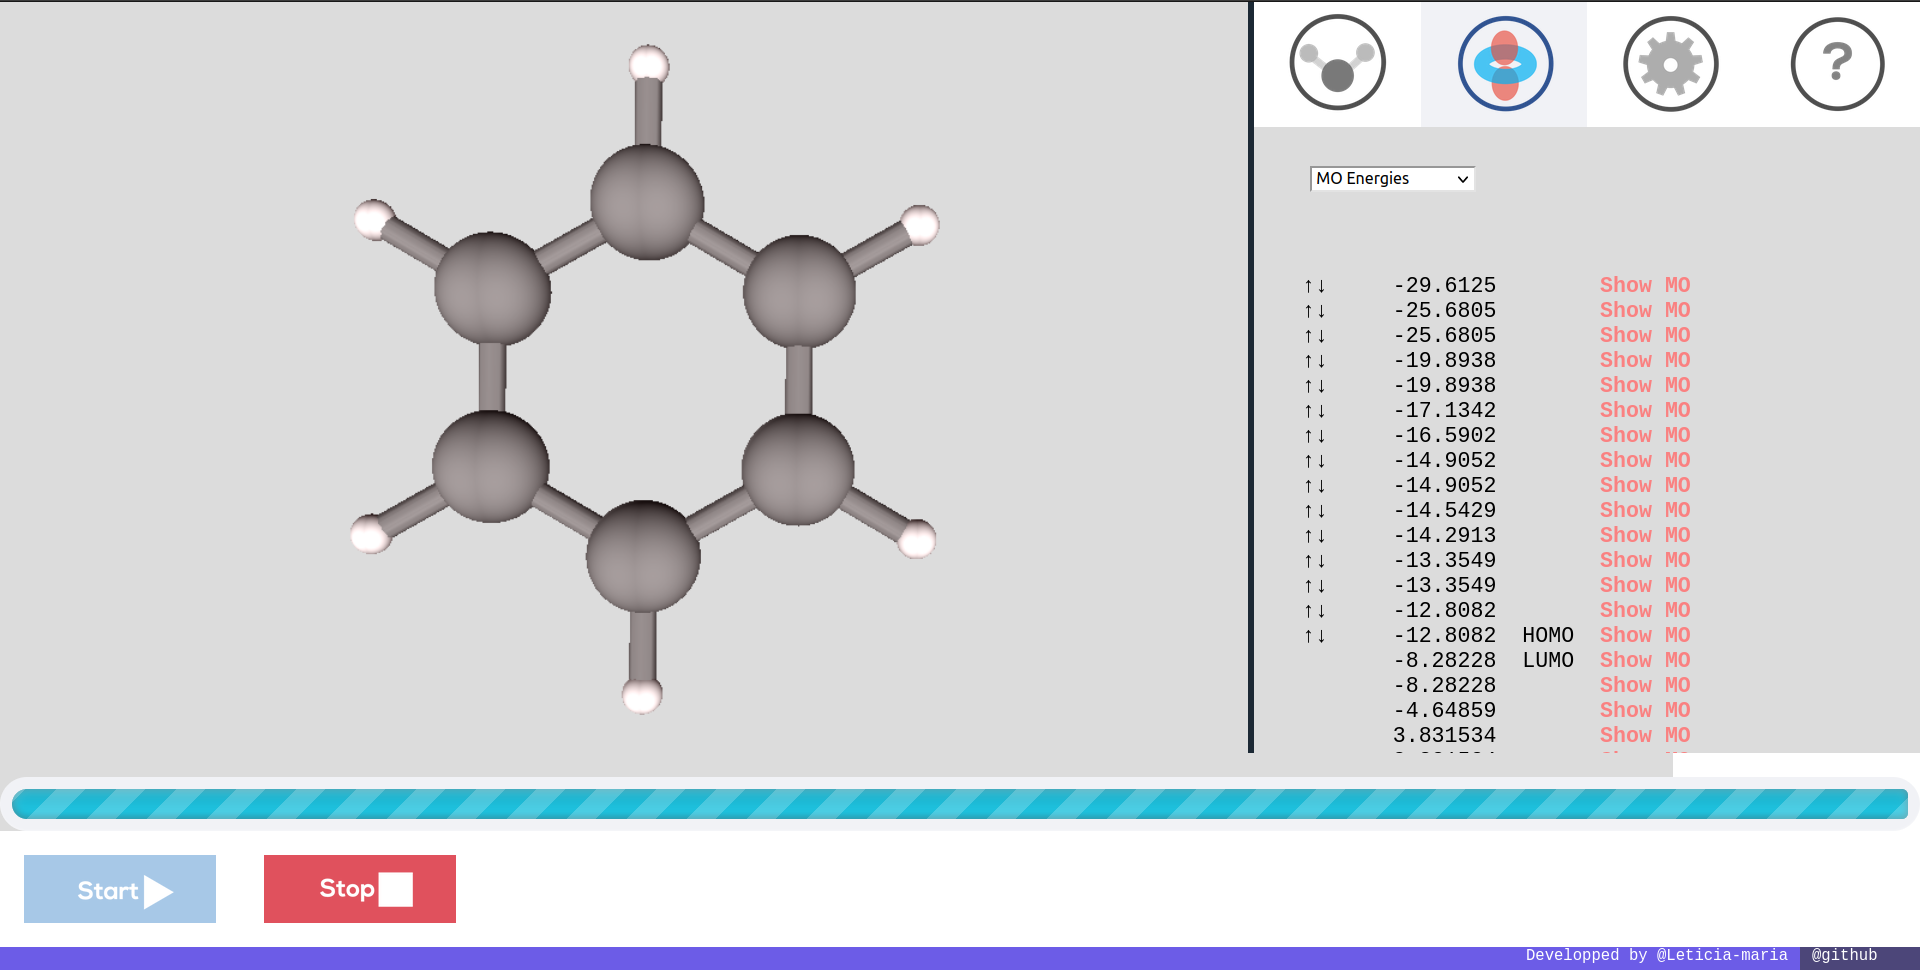 ?
MO Energies
↑↓ -29.6125 Show MO
↑↓ -25.6805 Show MO
↑↓ -25.6805 Show MO
↑↓ -19.8938 Show MO
↑↓ -19.8938 Show MO
↑↓ -17.1342 Show MO
↑↓ -16.5902 Show MO
↑↓ -14.9052 Show MO
↑↓ -14.9052 Show MO
↑↓ -14.5429 Show MO
↑↓ -14.2913 Show MO
↑↓ -13.3549 Show MO
↑↓ -13.3549 Show MO
↑↓ -12.8082 Show MO
↑↓ -12.8082 HOMO Show MO
-8.28228 LUMO Show MO
-8.28228 Show MO
-4.64859 Show MO
3.831534 Show MO
Start
Stop
Developped by @Leticia-maria @github